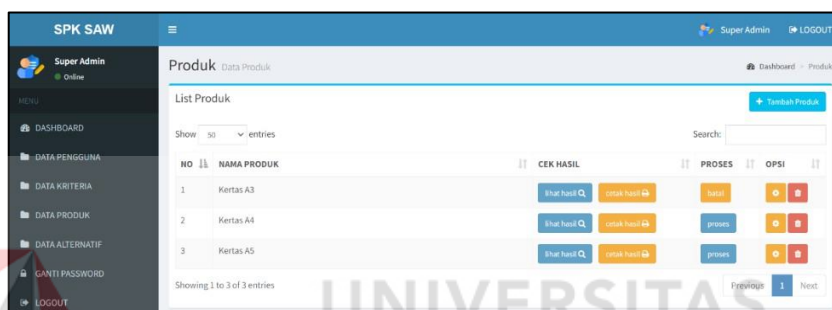 SPK SAW
Super Admin
LOGOUT
Super Admin
Online
Produk Data Produk
Dashboard > Produk
MENU
List Produk
+ Tambah Produk
DASHBOARD
Show 50 entries
Search:
DATA PENGGUNA
NO NAMA PRODUK CEK HASIL PROSES OPSI
DATA KRITERIA
1 Kertas A3 lihat hasil cetak hasil batal
DATA PRODUK
2 Kertas A4 lihat hasil cetak hasil proses
DATA ALTERNATIF
3 Kertas A5 lihat hasil cetak hasil proses
GANTI PASSWORD
Showing 1 to 3 of 3 entries
Previous 1 Next
LOGOUT
UNIVERSITAS